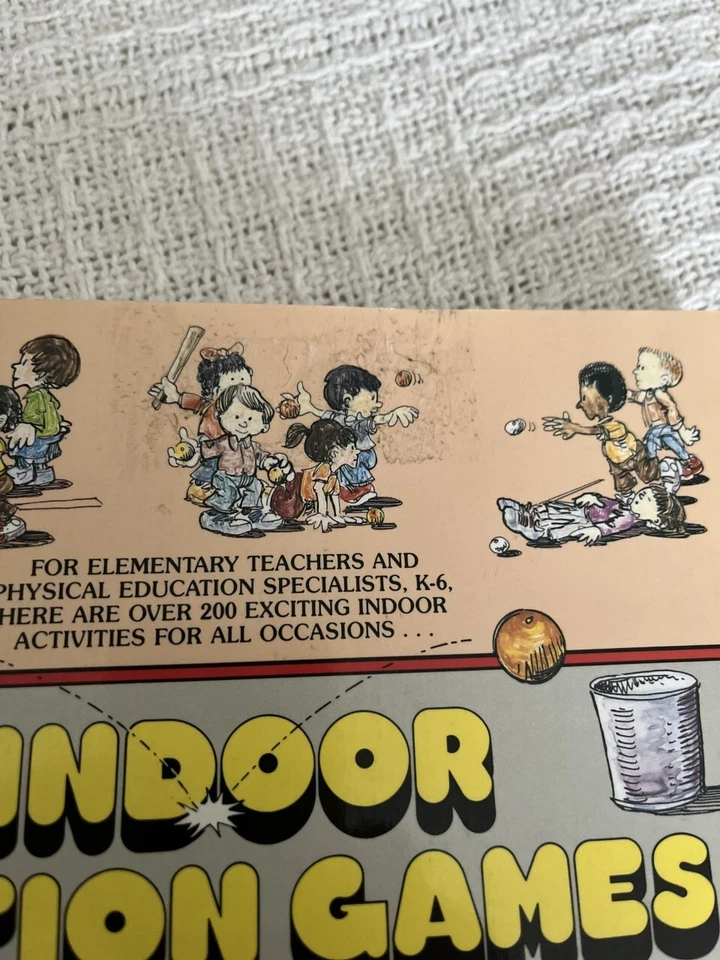 FOR ELEMENTARY TEACHERS AND
PHYSICAL EDUCATION SPECIALISTS, K-6,
HERE ARE OVER 200 EXCITING INDOOR
ACTIVITIES FOR ALL OCCASIONS . . .
INDOOR
TION GAMES